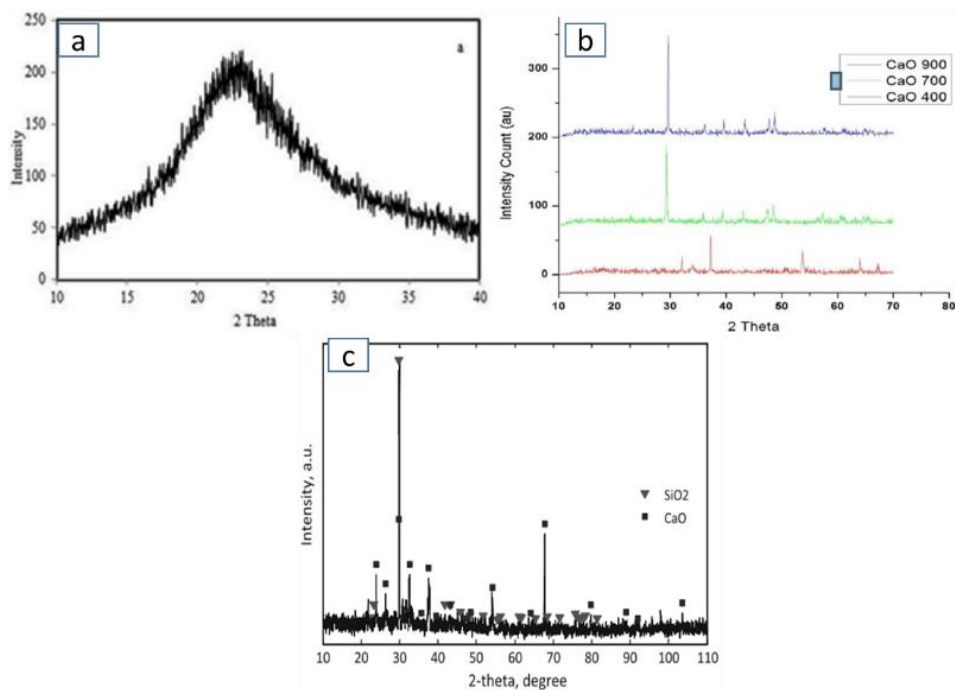 a
a
250
200
150
100
50
0
Intensity
10 15 20 25 30 35 40
2 Theta
b
CaO 900
CaO 700
CaO 400
300
200
100
0
Intensity Count (au)
10 20 30 40 50 60 70 80
2 Theta
c
SiO2
CaO
Intensity, a.u.
10 20 30 40 50 60 70 80 90 100 110
2-theta, degree